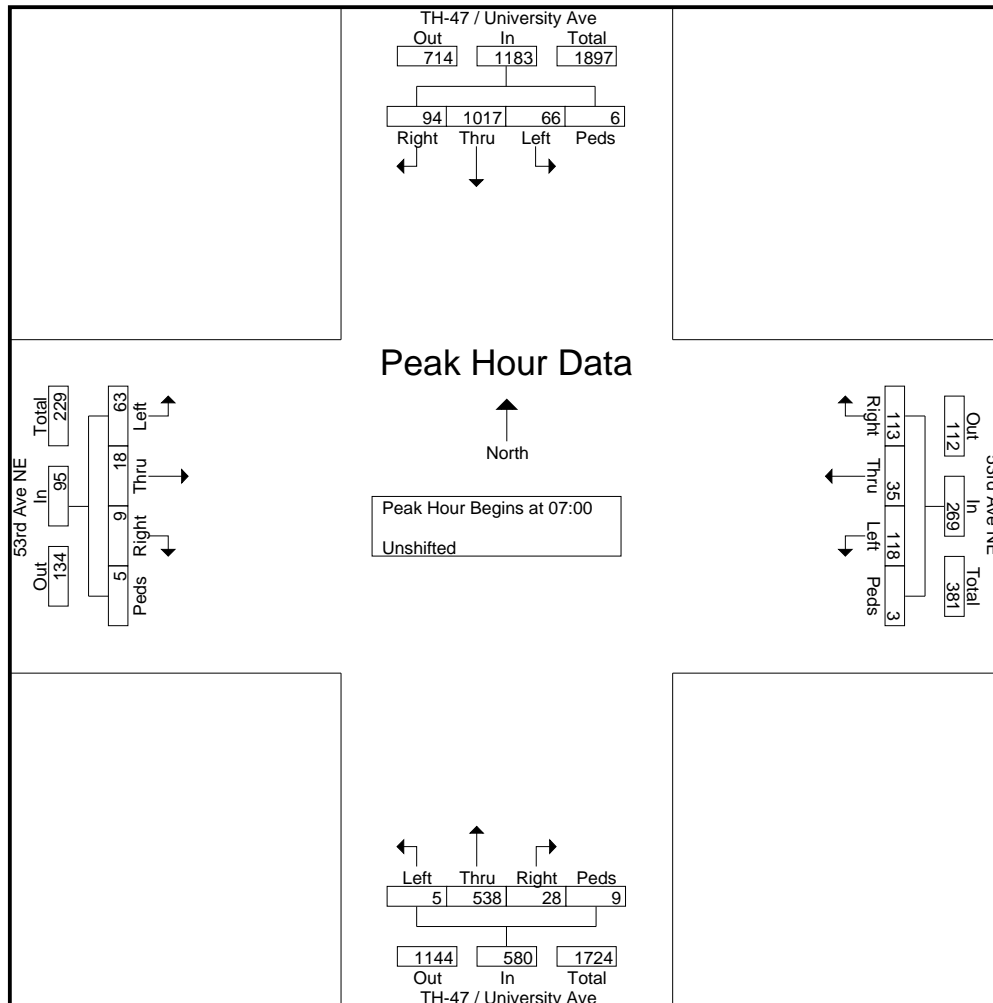 TH-47 / University Ave
Out In Total
714 1183 1897
94 1017 66 6
Right Thru Left Peds
Peak Hour Data
North
Peak Hour Begins at 07:00
Unshifted
53rd Ave NE
Total In Out
229 95 134
63 18 9 5
Left Thru Right Peds
Right Thru Left Peds
113 35 118 3
Out In Total
112 269 381
53rd Ave NE
Left Thru Right Peds
5 538 28 9
1144 580 1724
Out In Total
TH-47 / University Ave